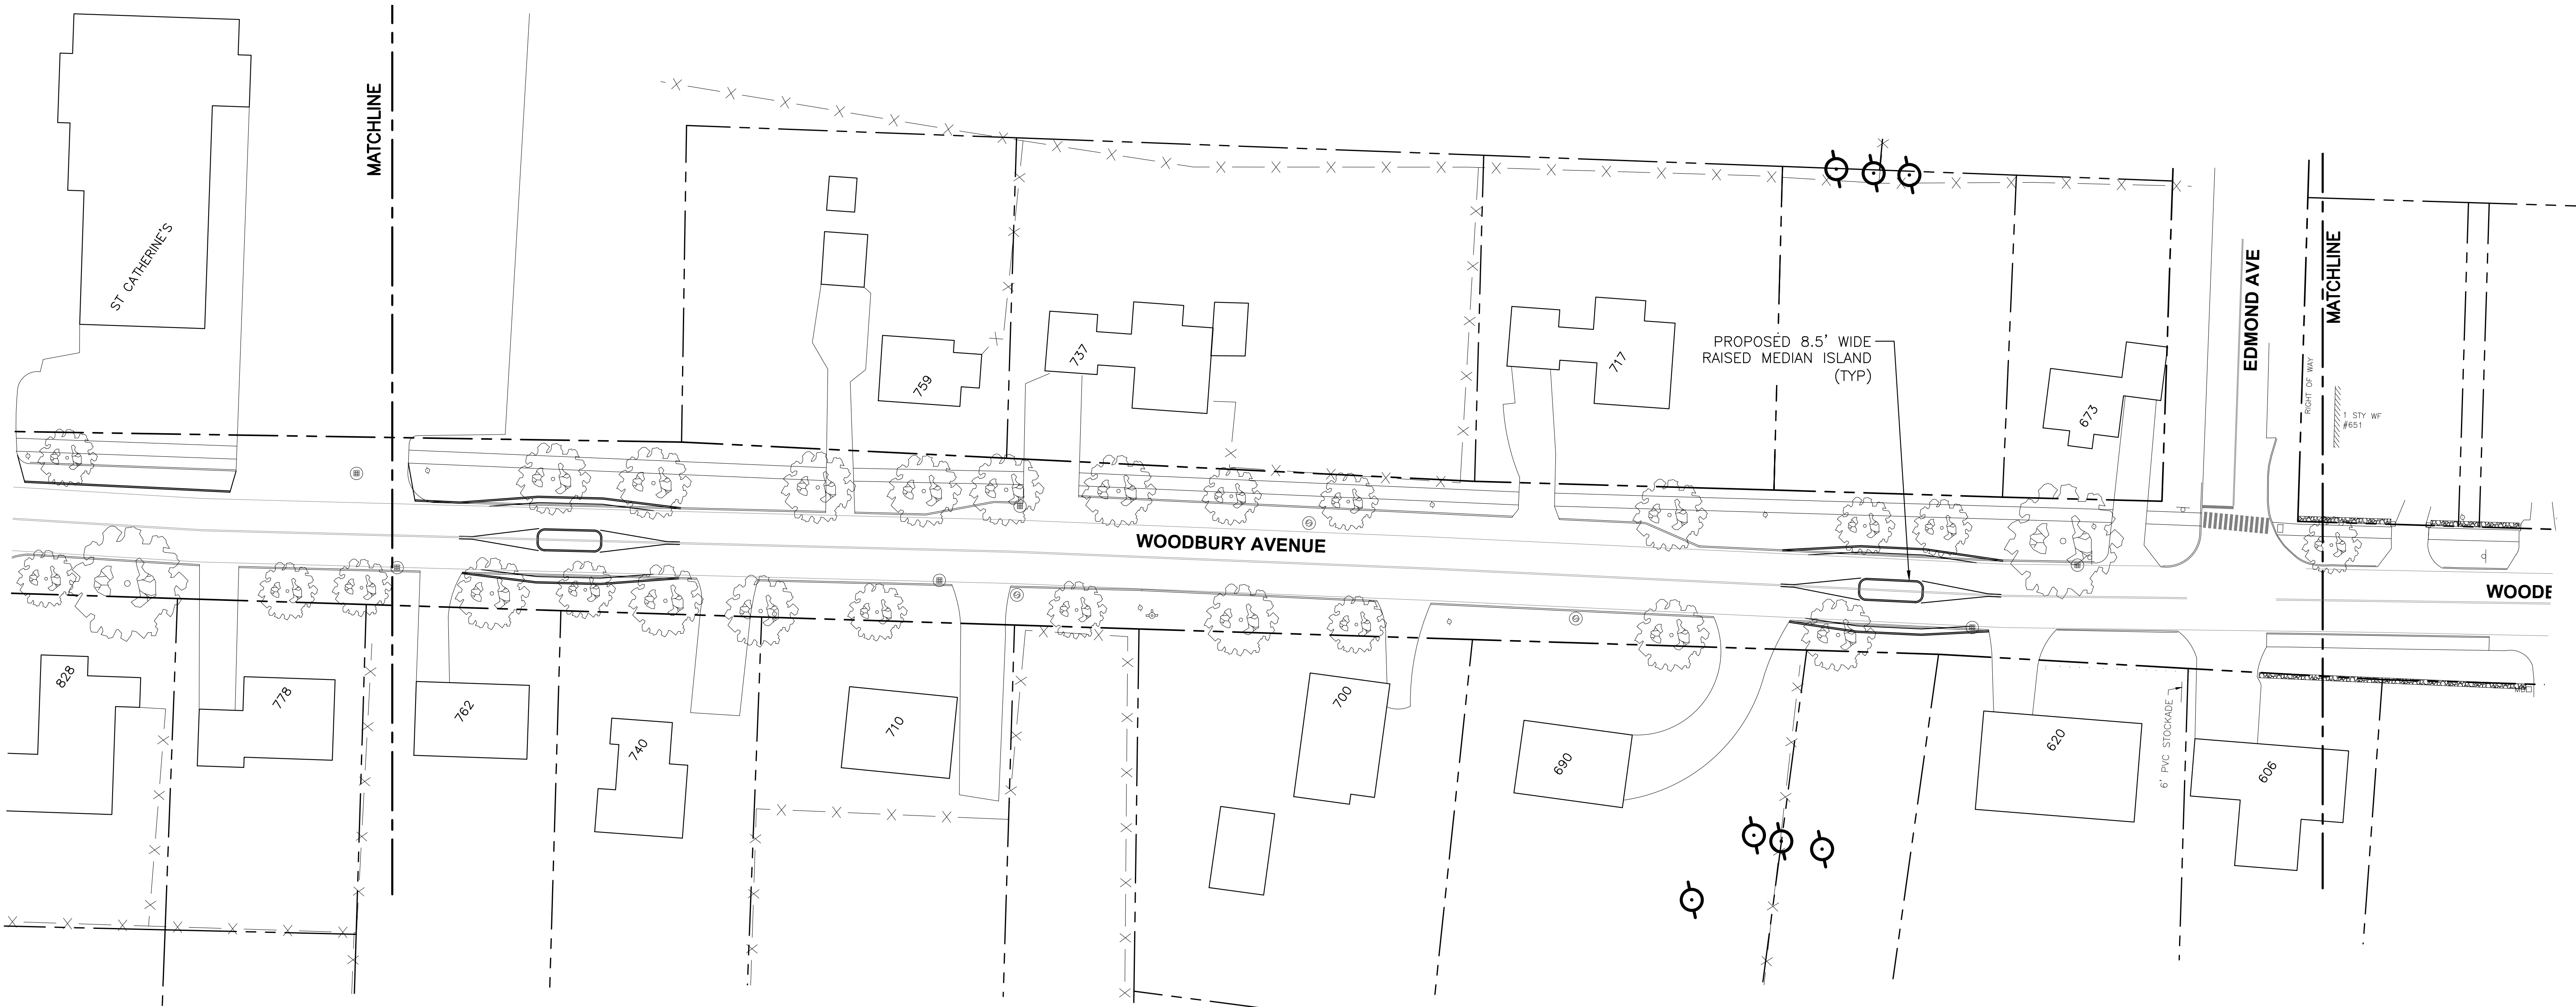 MATCHLINE
ST CATHERINE'S
759
737
717
PROPOSED 8.5' WIDE
RAISED MEDIAN ISLAND
(TYP)
673
EDMOND AVE
RIGHT OF WAY
MATCHLINE
1 STY WF
#651
WOODBURY AVENUE
WOODB
828
778
762
740
710
700
690
620
6' PVC STOCKADE
606
MB